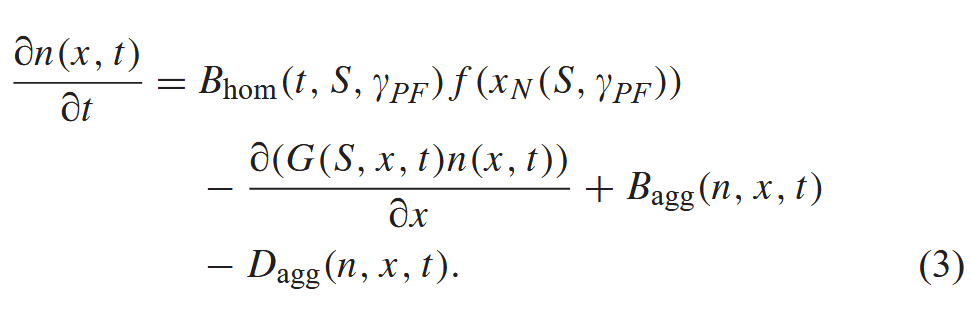 ∂n(x, t)/∂t = B_hom(t, S, γ_PF) f(x_N(S, γ_PF))
− ∂(G(S, x, t)n(x, t))/∂x + B_agg(n, x, t)
− D_agg(n, x, t). (3)